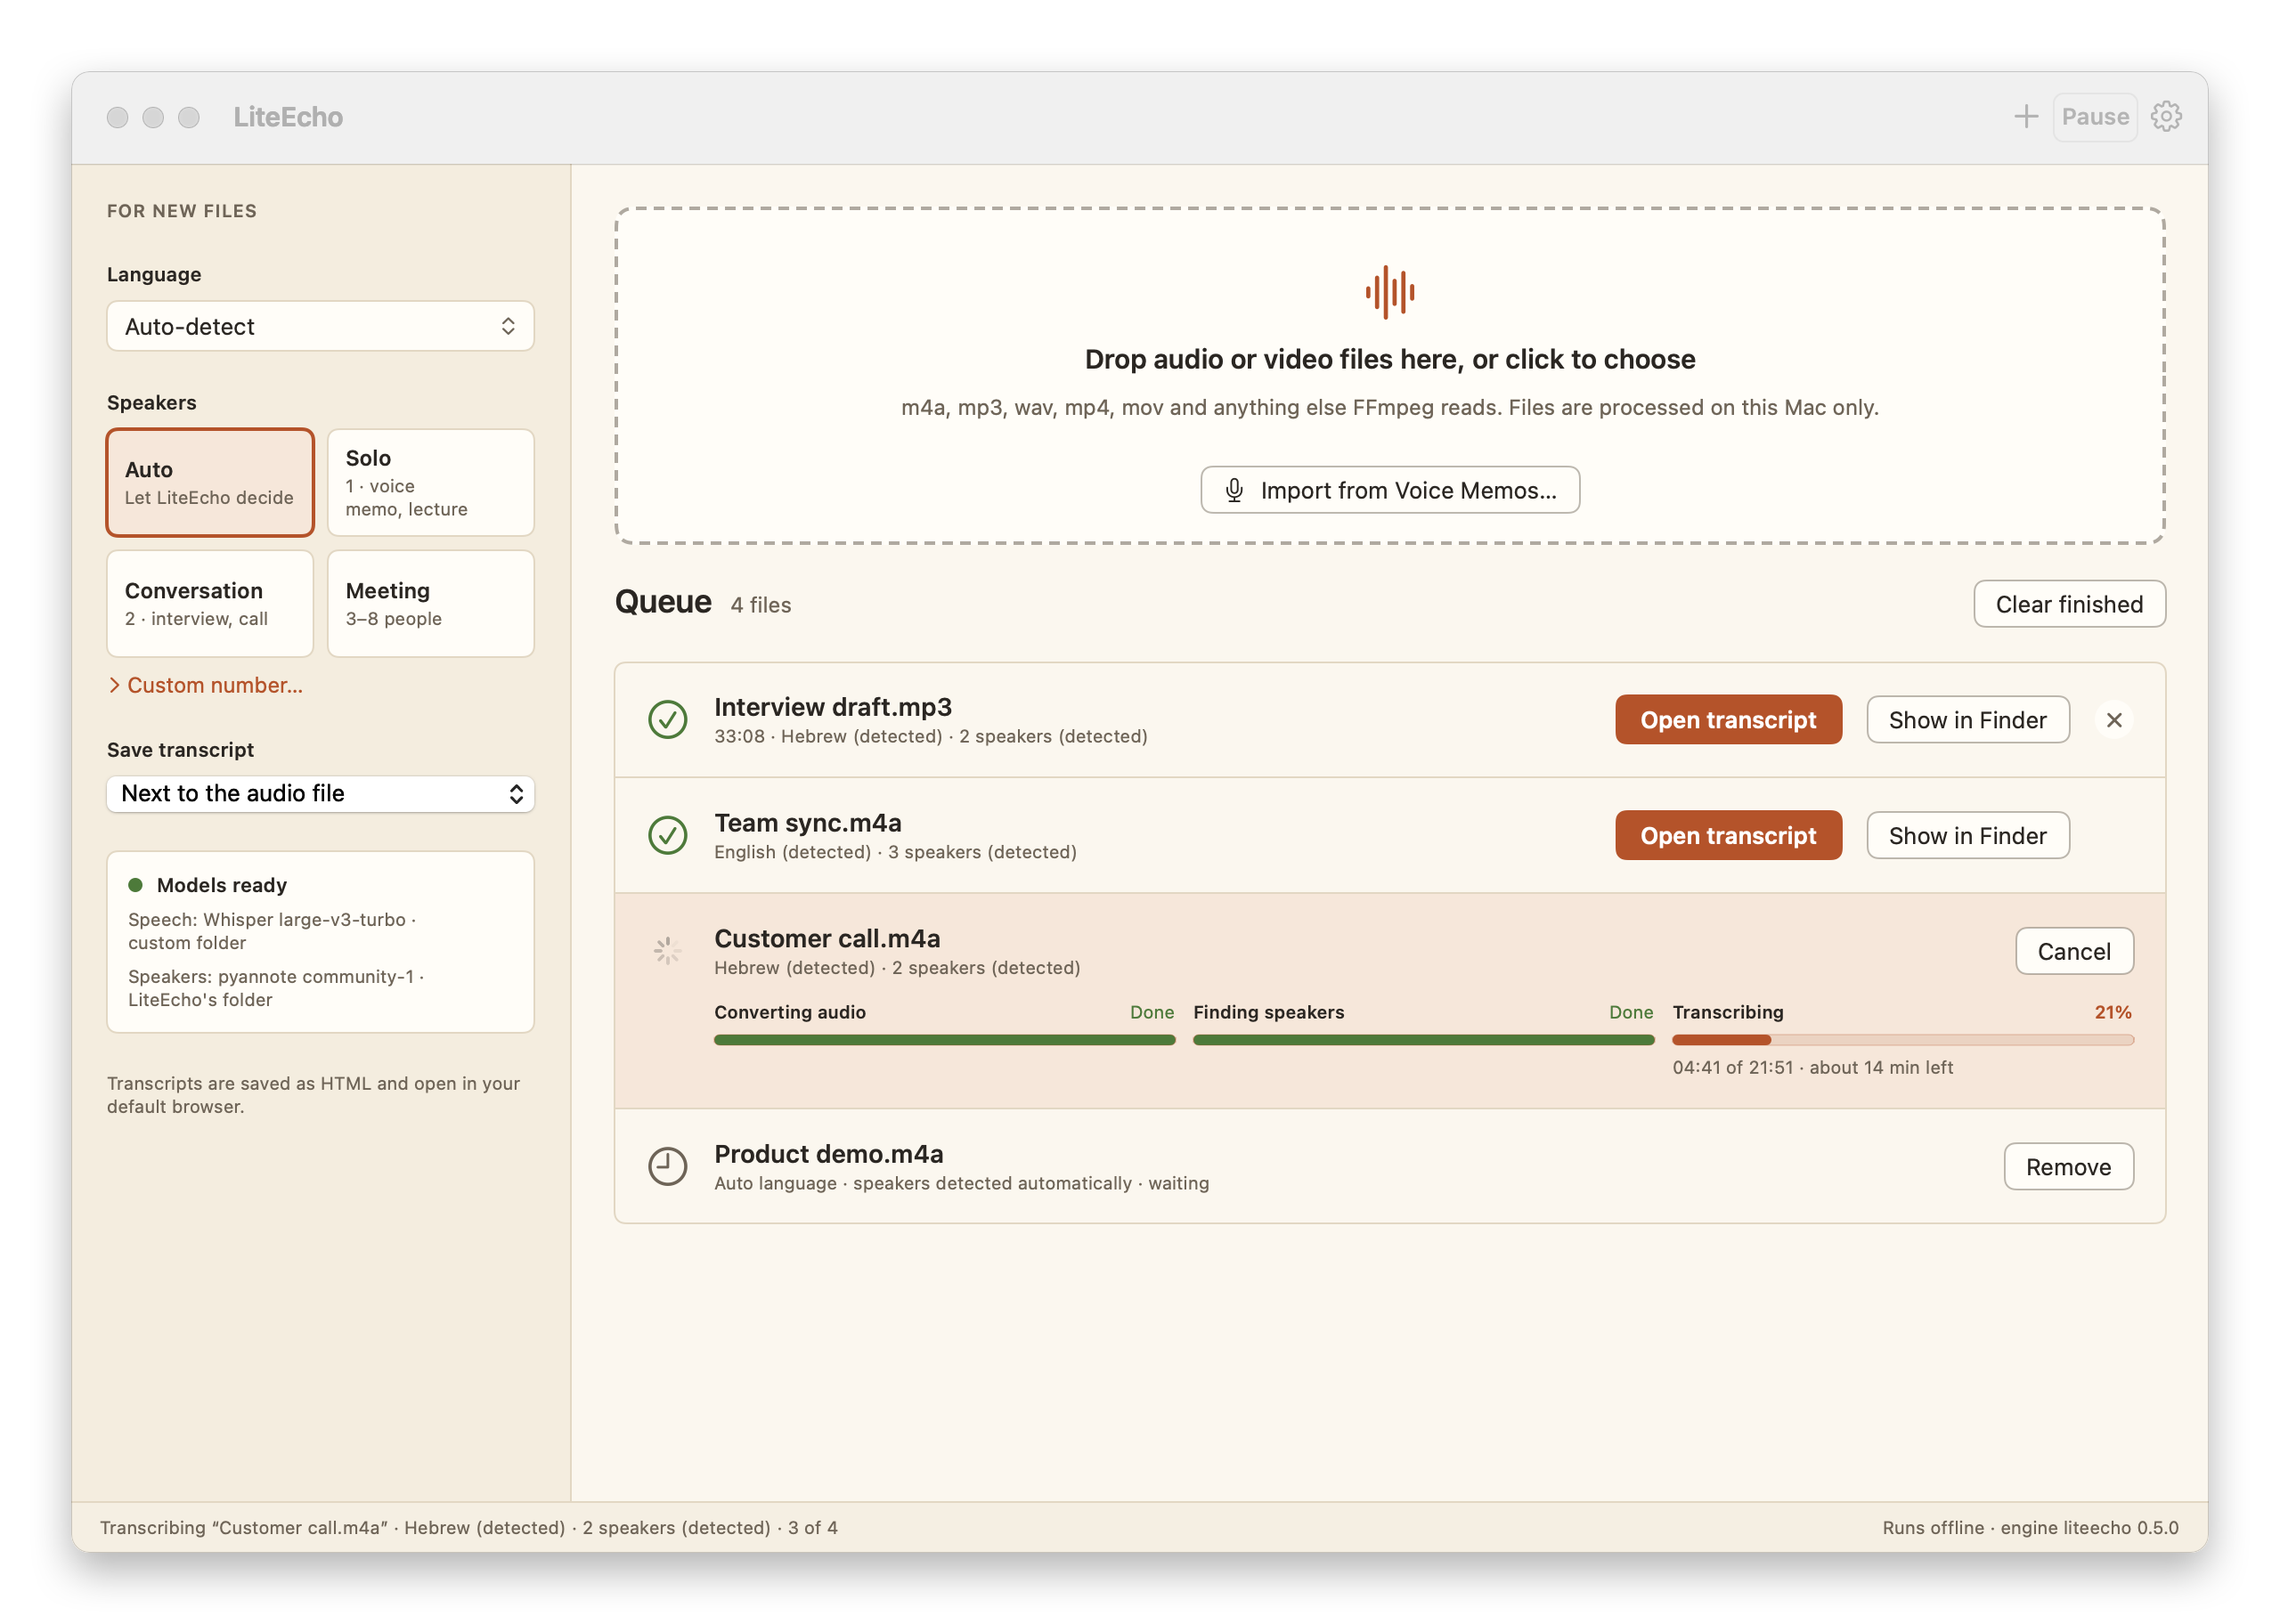 LiteEcho
Pause
FOR NEW FILES
Language
Auto-detect
Speakers
Auto
Let LiteEcho decide
Solo
1 · voice
memo, lecture
Conversation
2 · interview, call
Meeting
3–8 people
Custom number...
Save transcript
Next to the audio file
Models ready
Speech: Whisper large-v3-turbo ·
custom folder
Speakers: pyannote community-1 ·
LiteEcho's folder
Transcripts are saved as HTML and open in your
default browser.
Drop audio or video files here, or click to choose
m4a, mp3, wav, mp4, mov and anything else FFmpeg reads. Files are processed on this Mac only.
Import from Voice Memos...
Queue 4 files
Clear finished
Interview draft.mp3
33:08 · Hebrew (detected) · 2 speakers (detected)
Open transcript
Show in Finder
Team sync.m4a
English (detected) · 3 speakers (detected)
Open transcript
Show in Finder
Customer call.m4a
Hebrew (detected) · 2 speakers (detected)
Cancel
Converting audio Done
Finding speakers Done
Transcribing 21%
04:41 of 21:51 · about 14 min left
Product demo.m4a
Auto language · speakers detected automatically · waiting
Remove
Transcribing “Customer call.m4a” · Hebrew (detected) · 2 speakers (detected) · 3 of 4
Runs offline · engine liteecho 0.5.0